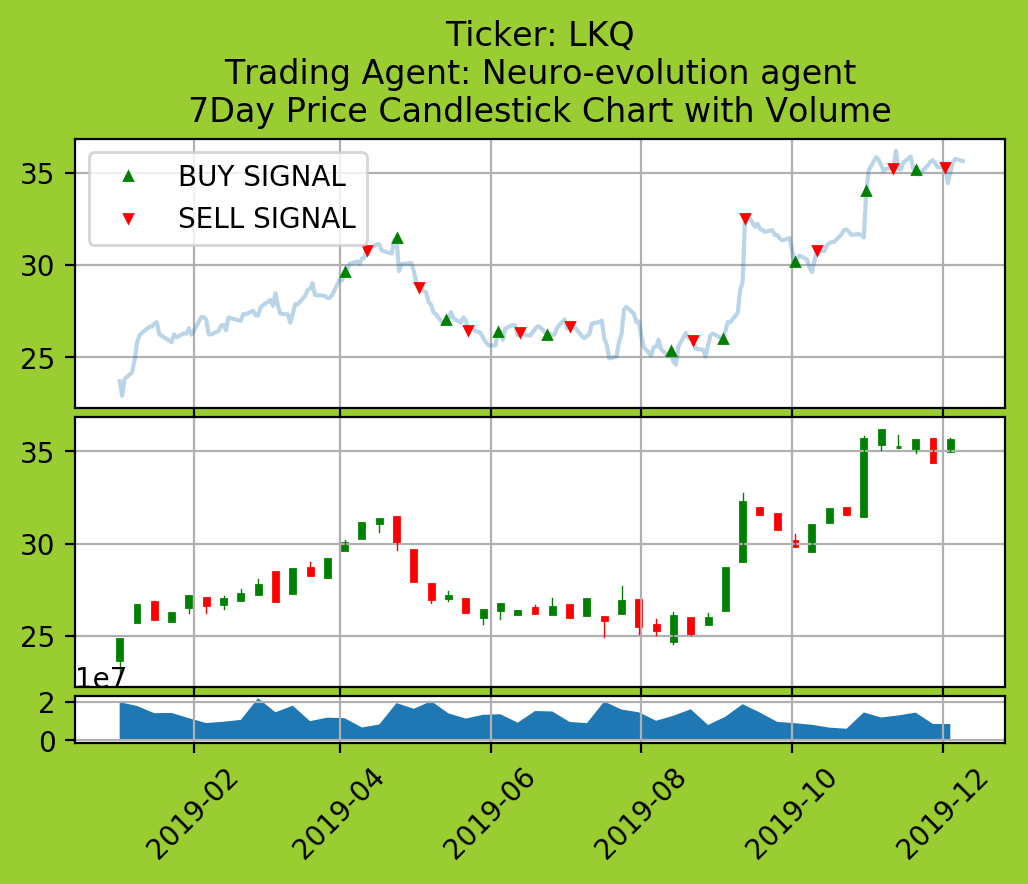 Ticker: LKQ
Trading Agent: Neuro-evolution agent
7Day Price Candlestick Chart with Volume
BUY SIGNAL
SELL SIGNAL
35
30
25
35
30
25
1e7
2
0
2019-02
2019-04
2019-06
2019-08
2019-10
2019-12